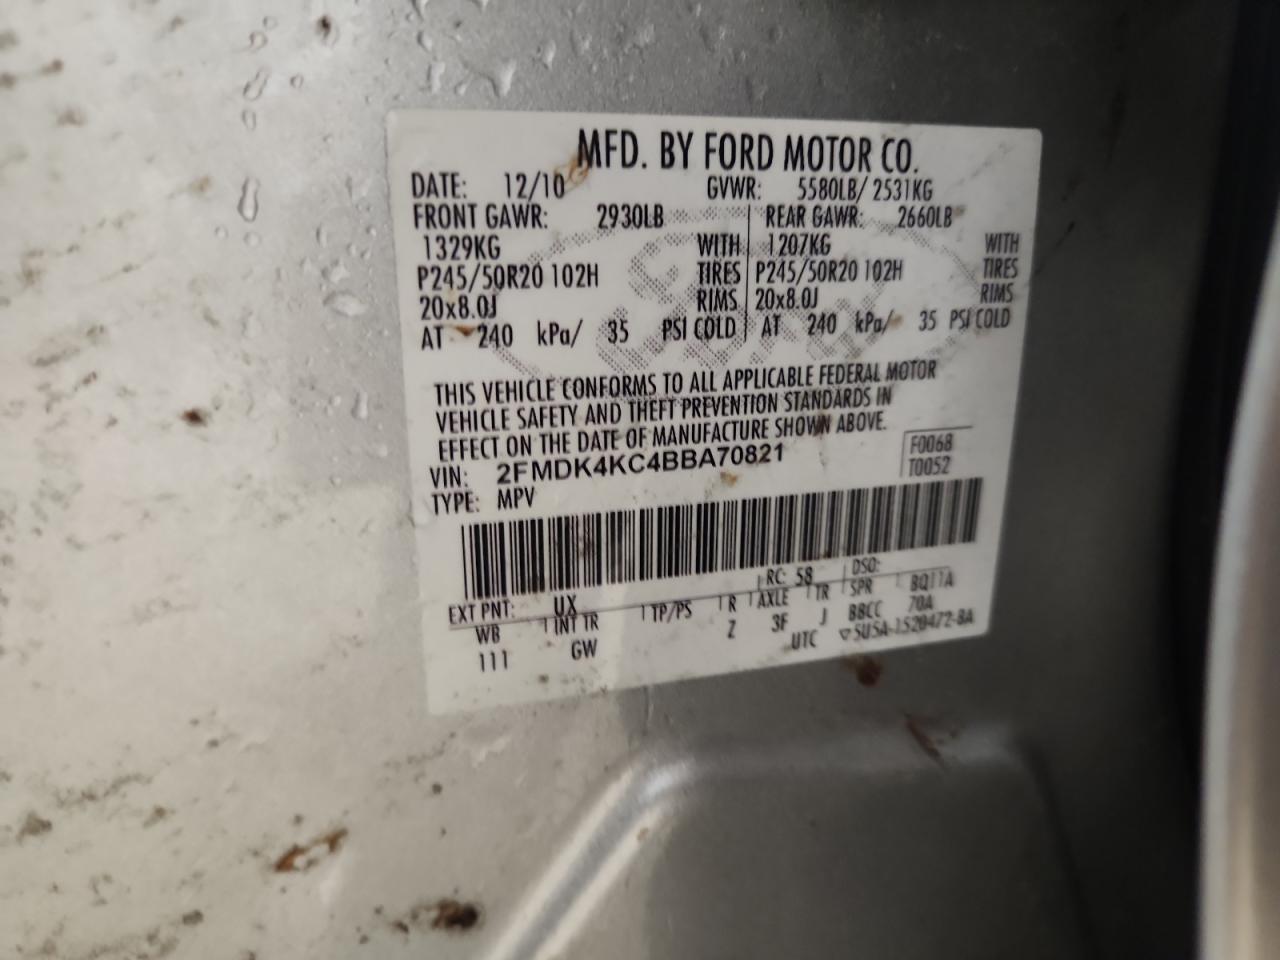 MFD. BY FORD MOTOR CO.
DATE: 12/10 GVWR: 5580LB/ 2531KG
FRONT GAWR: 2930LB REAR GAWR: 2660LB
1329KG WITH 1207KG WITH
P245/50R20 102H TIRES P245/50R20 102H TIRES
20x8.0J RIMS 20x8.0J RIMS
AT 240 kPa/ 35 PSI COLD AT 240 kPa/ 35 PSI COLD
THIS VEHICLE CONFORMS TO ALL APPLICABLE FEDERAL MOTOR
VEHICLE SAFETY AND THEFT PREVENTION STANDARDS IN
EFFECT ON THE DATE OF MANUFACTURE SHOWN ABOVE.
VIN: 2FMDK4KC4BBA70821 F0068
TYPE: MPV T0052
EXT PNT: UX RC: 58 DSO:
WB INT TR TP/PS R AXLE TR SPR BQ11A
111 GW Z 3F J BBCC 70A
UTC ▽5U5A-1520472-BA